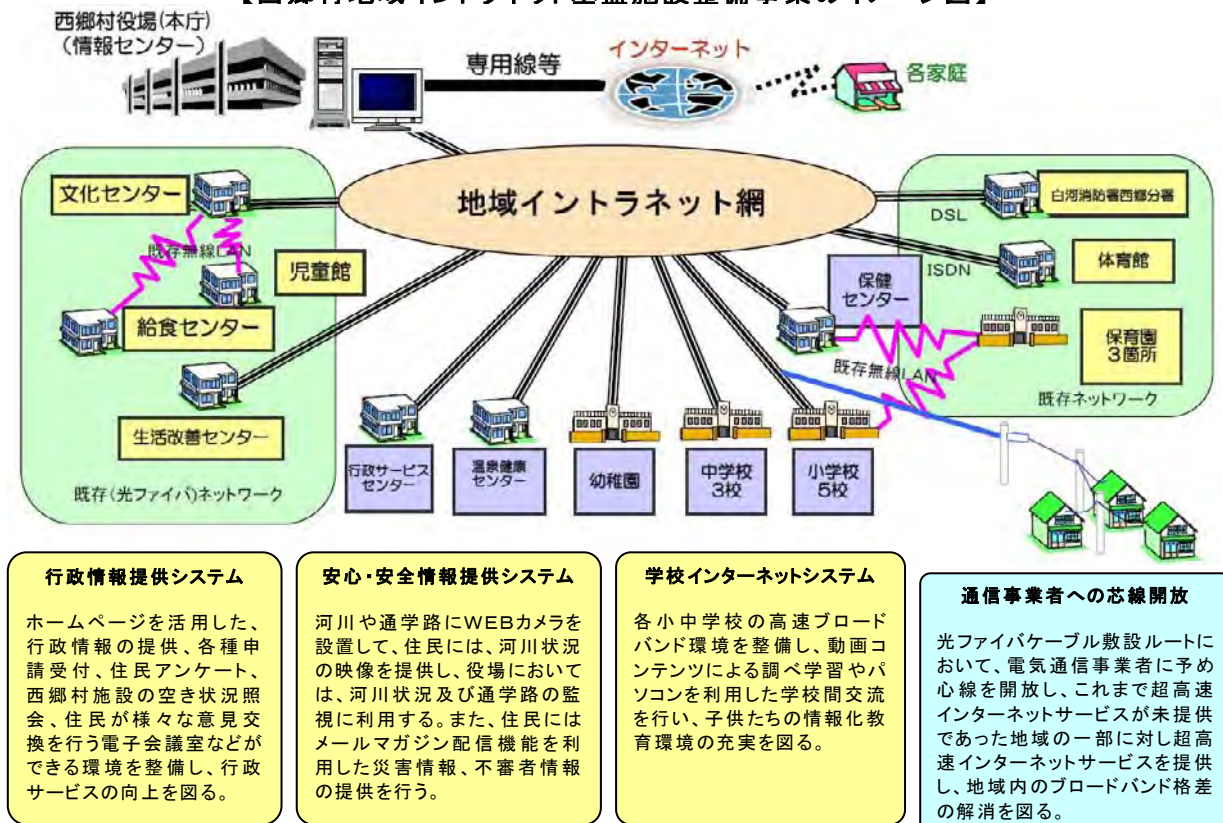 【西郷村地域イントラネット基盤施設整備事業のイメージ図】
西郷村役場(本庁)
(情報センター)
専用線等
インターネット
各家庭
地域イントラネット網
文化センター
既存無線LAN
児童館
給食センター
生活改善センター
既存(光ファイバ)ネットワーク
DSL
白河消防署西郷分署
ISDN
体育館
保健
センター
保育園
3箇所
既存無線LAN
既存ネットワーク
行政サービス
センター
温泉健康
センター
幼稚園
中学校
3校
小学校
5校
行政情報提供システム
ホームページを活用した、
行政情報の提供、各種申
請受付、住民アンケート、
西郷村施設の空き状況照
会、住民が様々な意見交
換を行う電子会議室などが
できる環境を整備し、行政
サービスの向上を図る。
安心・安全情報提供システム
河川や通学路にWEBカメラを
設置して、住民には、河川状況
の映像を提供し、役場において
は、河川状況及び通学路の監
視に利用する。また、住民には
メールマガジン配信機能を利
用した災害情報、不審者情報
の提供を行う。
学校インターネットシステム
各小中学校の高速ブロード
バンド環境を整備し、動画コ
ンテンツによる調べ学習やパ
ソコンを利用した学校間交流
を行い、子供たちの情報化教
育環境の充実を図る。
通信事業者への芯線開放
光ファイバケーブル敷設ルートに
おいて、電気通信事業者に予め
心線を開放し、これまで超高速
インターネットサービスが未提供
であった地域の一部に対し超高
速インターネットサービスを提供
し、地域内のブロードバンド格差
の解消を図る。